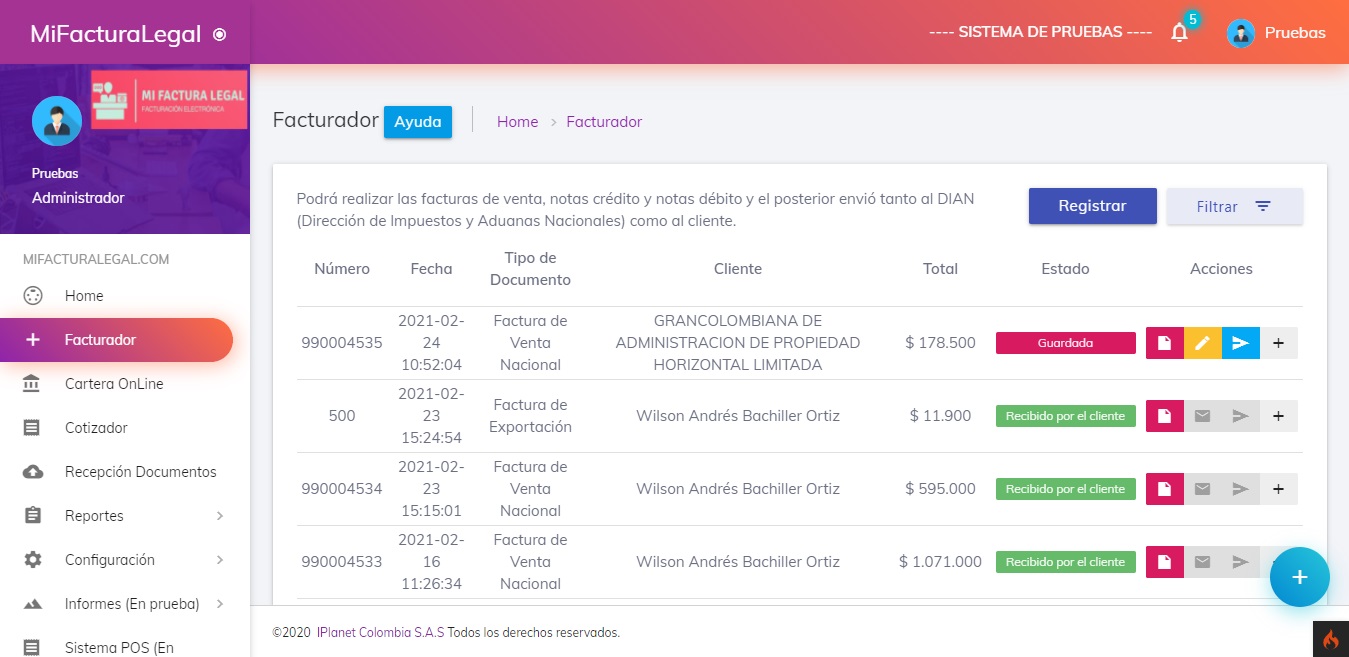 MiFacturaLegal
---- SISTEMA DE PRUEBAS ----
5
Pruebas
MI FACTURA LEGAL
FACTURACIÓN ELECTRÓNICA
Pruebas
Administrador
MIFACTURALEGAL.COM
Home
Facturador
Cartera OnLine
Cotizador
Recepción Documentos
Reportes
Configuración
Informes (En prueba)
Sistema POS (En
Facturador Ayuda Home > Facturador
Podrá realizar las facturas de venta, notas crédito y notas débito y el posterior envió tanto al DIAN
(Dirección de Impuestos y Aduanas Nacionales) como al cliente.
Registrar
Filtrar
Número Fecha Tipo de Documento Cliente Total Estado Acciones
990004535 2021-02-24 10:52:04 Factura de Venta Nacional GRANCOLOMBIANA DE ADMINISTRACION DE PROPIEDAD HORIZONTAL LIMITADA $ 178.500 Guardada +
500 2021-02-23 15:24:54 Factura de Exportación Wilson Andrés Bachiller Ortiz $ 11.900 Recibido por el cliente +
990004534 2021-02-23 15:15:01 Factura de Venta Nacional Wilson Andrés Bachiller Ortiz $ 595.000 Recibido por el cliente +
990004533 2021-02-16 11:26:34 Factura de Venta Nacional Wilson Andrés Bachiller Ortiz $ 1.071.000 Recibido por el cliente
©2020 IPlanet Colombia S.A.S Todos los derechos reservados.